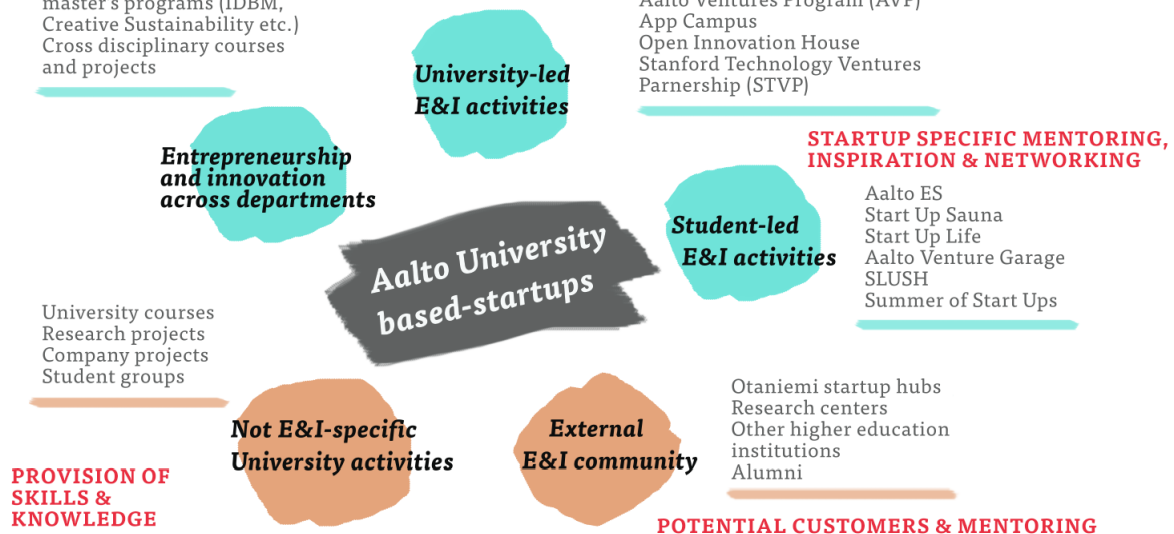 master's programs (IDBM,
Creative Sustainability etc.)
Cross disciplinary courses
and projects
University-led
E&I activities
Aalto Ventures Program (AVP)
App Campus
Open Innovation House
Stanford Technology Ventures
Parnership (STVP)
Entrepreneurship
and innovation
across departments
STARTUP SPECIFIC MENTORING,
INSPIRATION & NETWORKING
Student-led
E&I activities
Aalto ES
Start Up Sauna
Start Up Life
Aalto Venture Garage
SLUSH
Summer of Start Ups
Aalto University
based-startups
University courses
Research projects
Company projects
Student groups
Not E&I-specific
University activities
External
E&I community
Otaniemi startup hubs
Research centers
Other higher education
institutions
Alumni
PROVISION OF
SKILLS &
KNOWLEDGE
POTENTIAL CUSTOMERS & MENTORING